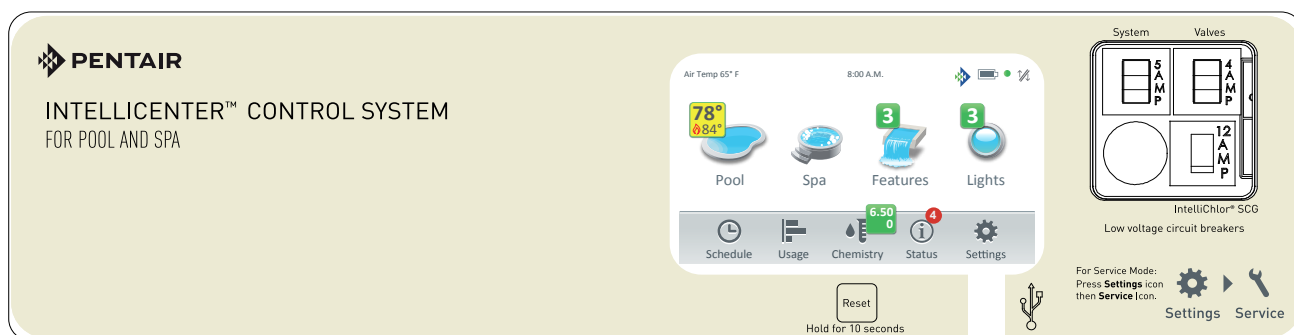 PENTAIR
INTELLICENTER™ CONTROL SYSTEM
FOR POOL AND SPA
Air Temp 65° F
8:00 A.M.
78°
84°
3
3
Pool
Spa
Features
Lights
6.50
0
4
Schedule
Usage
Chemistry
Status
Settings
Reset
Hold for 10 seconds
System
Valves
5 AMP
4 AMP
12 AMP
IntelliChlor® SCG
Low voltage circuit breakers
For Service Mode:
Press Settings icon
then Service Icon.
Settings
Service